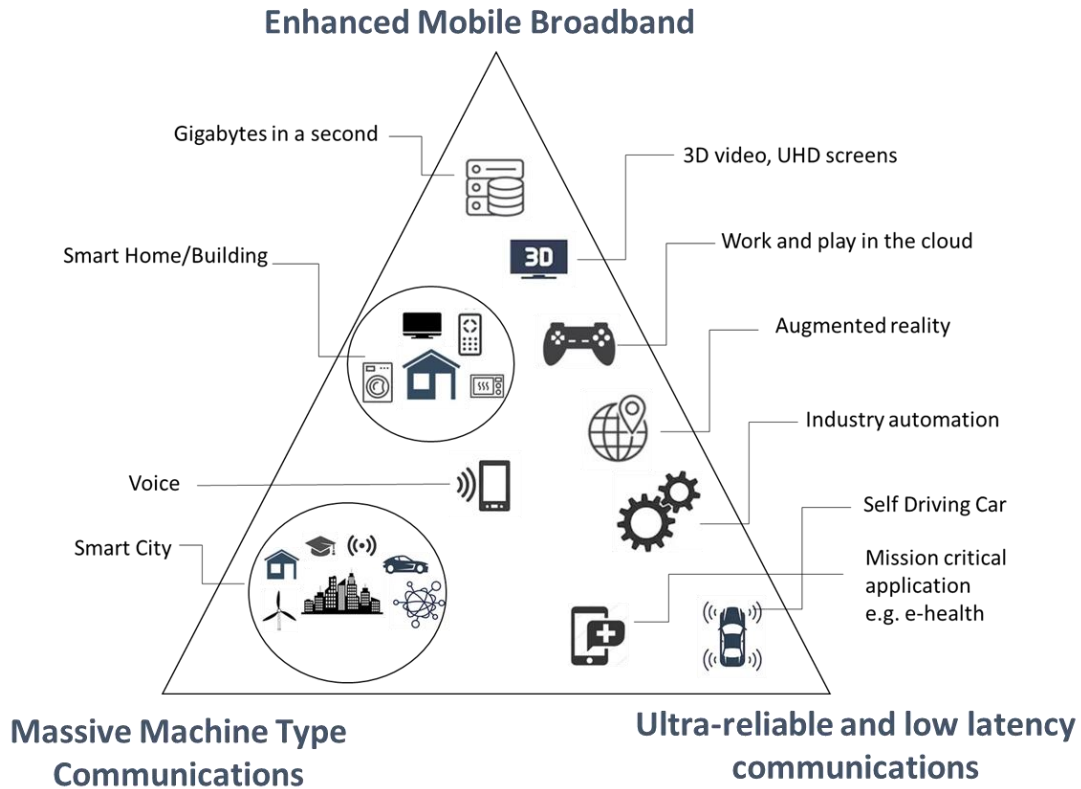 Enhanced Mobile Broadband
Gigabytes in a second
3D video, UHD screens
3D
Work and play in the cloud
Smart Home/Building
Augmented reality
Industry automation
Voice
Self Driving Car
Smart City
Mission critical
application
e.g. e-health
Massive Machine Type
Communications
Ultra-reliable and low latency
communications